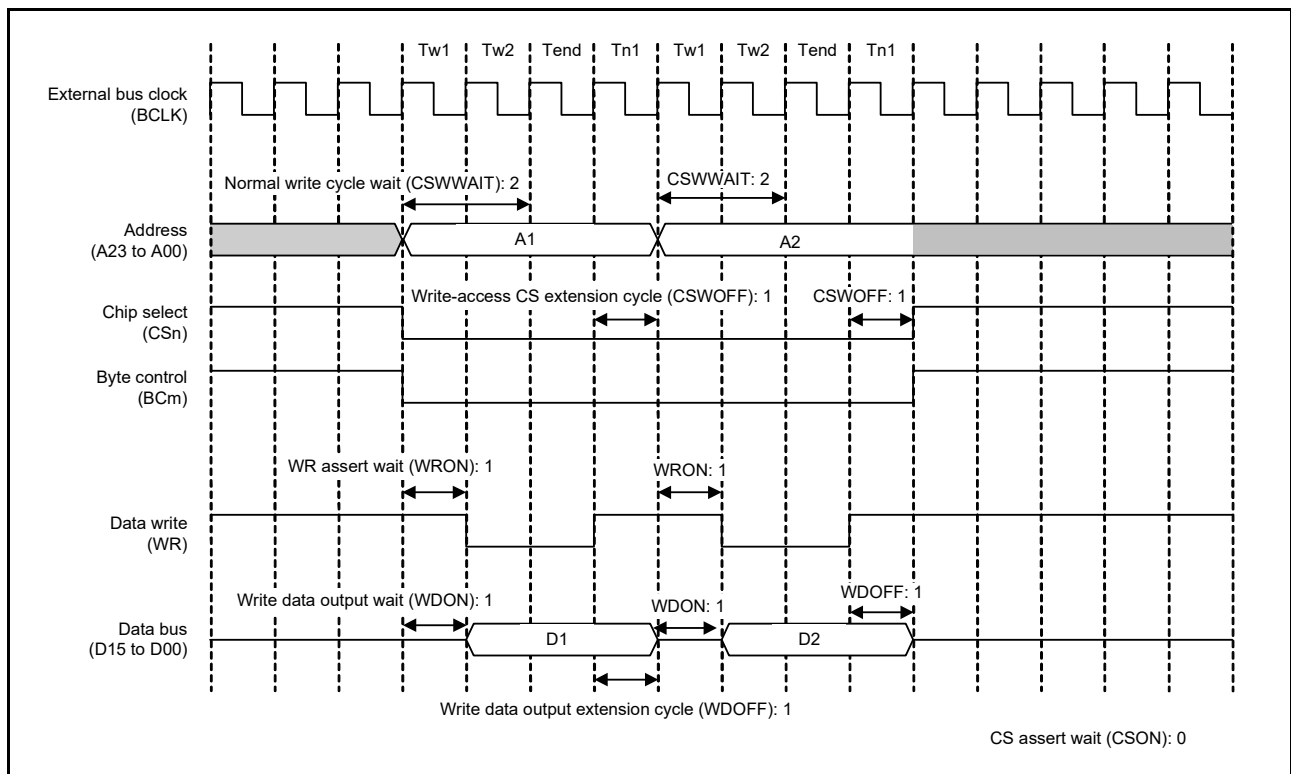 Tw1 Tw2 Tend Tn1 Tw1 Tw2 Tend Tn1
External bus clock
(BCLK)
Normal write cycle wait (CSWWAIT): 2
CSWWAIT: 2
Address
(A23 to A00)
A1
A2
Write-access CS extension cycle (CSWOFF): 1
CSWOFF: 1
Chip select
(CSn)
Byte control
(BCm)
WR assert wait (WRON): 1
WRON: 1
Data write
(WR)
Write data output wait (WDON): 1
WDON: 1
WDOFF: 1
Data bus
(D15 to D00)
D1
D2
Write data output extension cycle (WDOFF): 1
CS assert wait (CSON): 0